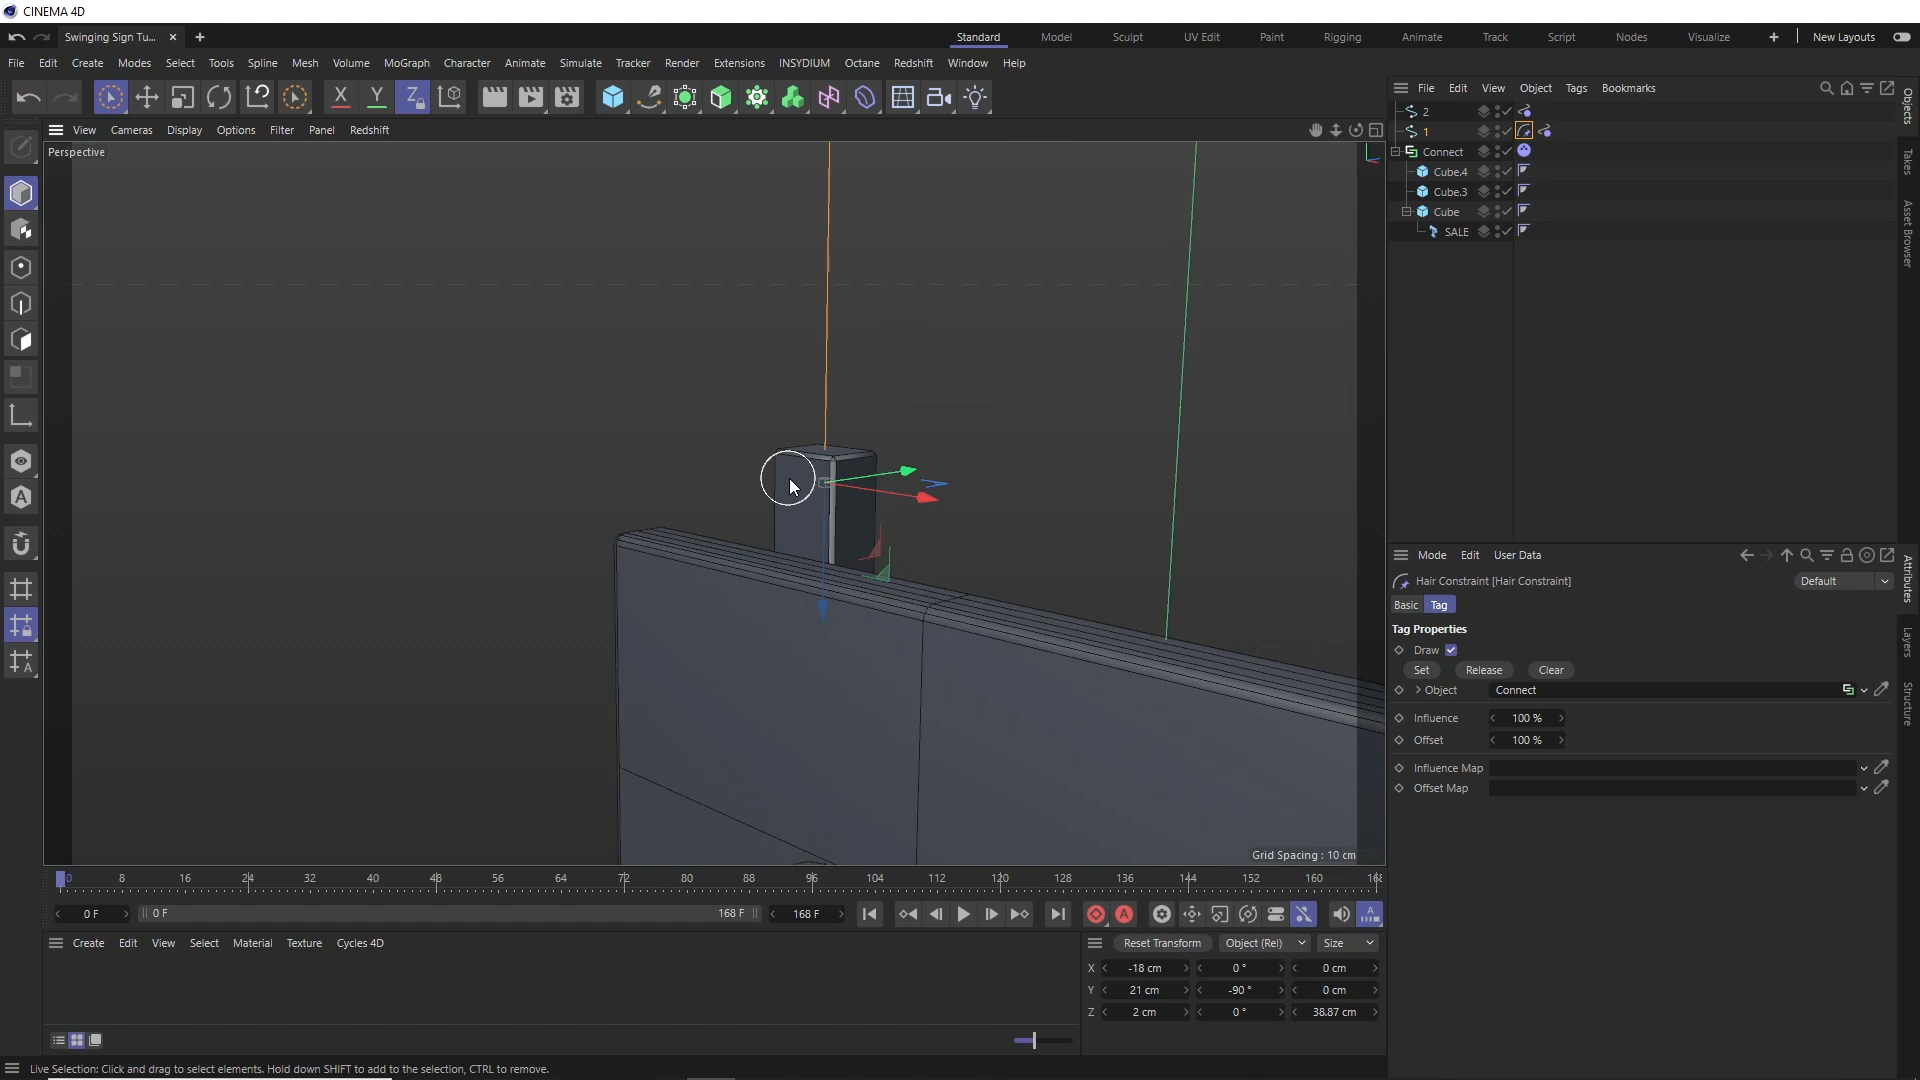 CINEMA 4D
Swinging Sign Tu...
Standard
Model
Sculpt
UV Edit
Paint
Rigging
Animate
Track
Script
Nodes
Visualize
New Layouts
File
Edit
Create
Modes
Select
Tools
Spline
Mesh
Volume
MoGraph
Character
Animate
Simulate
Tracker
Render
Extensions
INSYDIUM
Octane
Redshift
Window
Help
X
Y
Z
File
Edit
View
Object
Tags
Bookmarks
2
1
Connect
Cube.4
Cube.3
Cube
SALE
Objects
Takes
Asset Browser
View
Cameras
Display
Options
Filter
Panel
Redshift
Perspective
Grid Spacing : 10 cm
Mode
Edit
User Data
Hair Constraint [Hair Constraint]
Default
Basic
Tag
Tag Properties
Draw
Set
Release
Clear
Object
Connect
Influence
100 %
Offset
100 %
Influence Map
Offset Map
Attributes
Layers
Structure
0
8
16
24
32
40
48
56
64
72
80
88
96
104
112
120
128
136
144
152
160
0 F
0 F
168 F
168 F
Create
Edit
View
Select
Material
Texture
Cycles 4D
Reset Transform
Object (Rel)
Size
X
-18 cm
0 °
0 cm
Y
21 cm
-90 °
0 cm
Z
2 cm
0 °
38.87 cm
Live Selection: Click and drag to select elements. Hold down SHIFT to add to the selection, CTRL to remove.